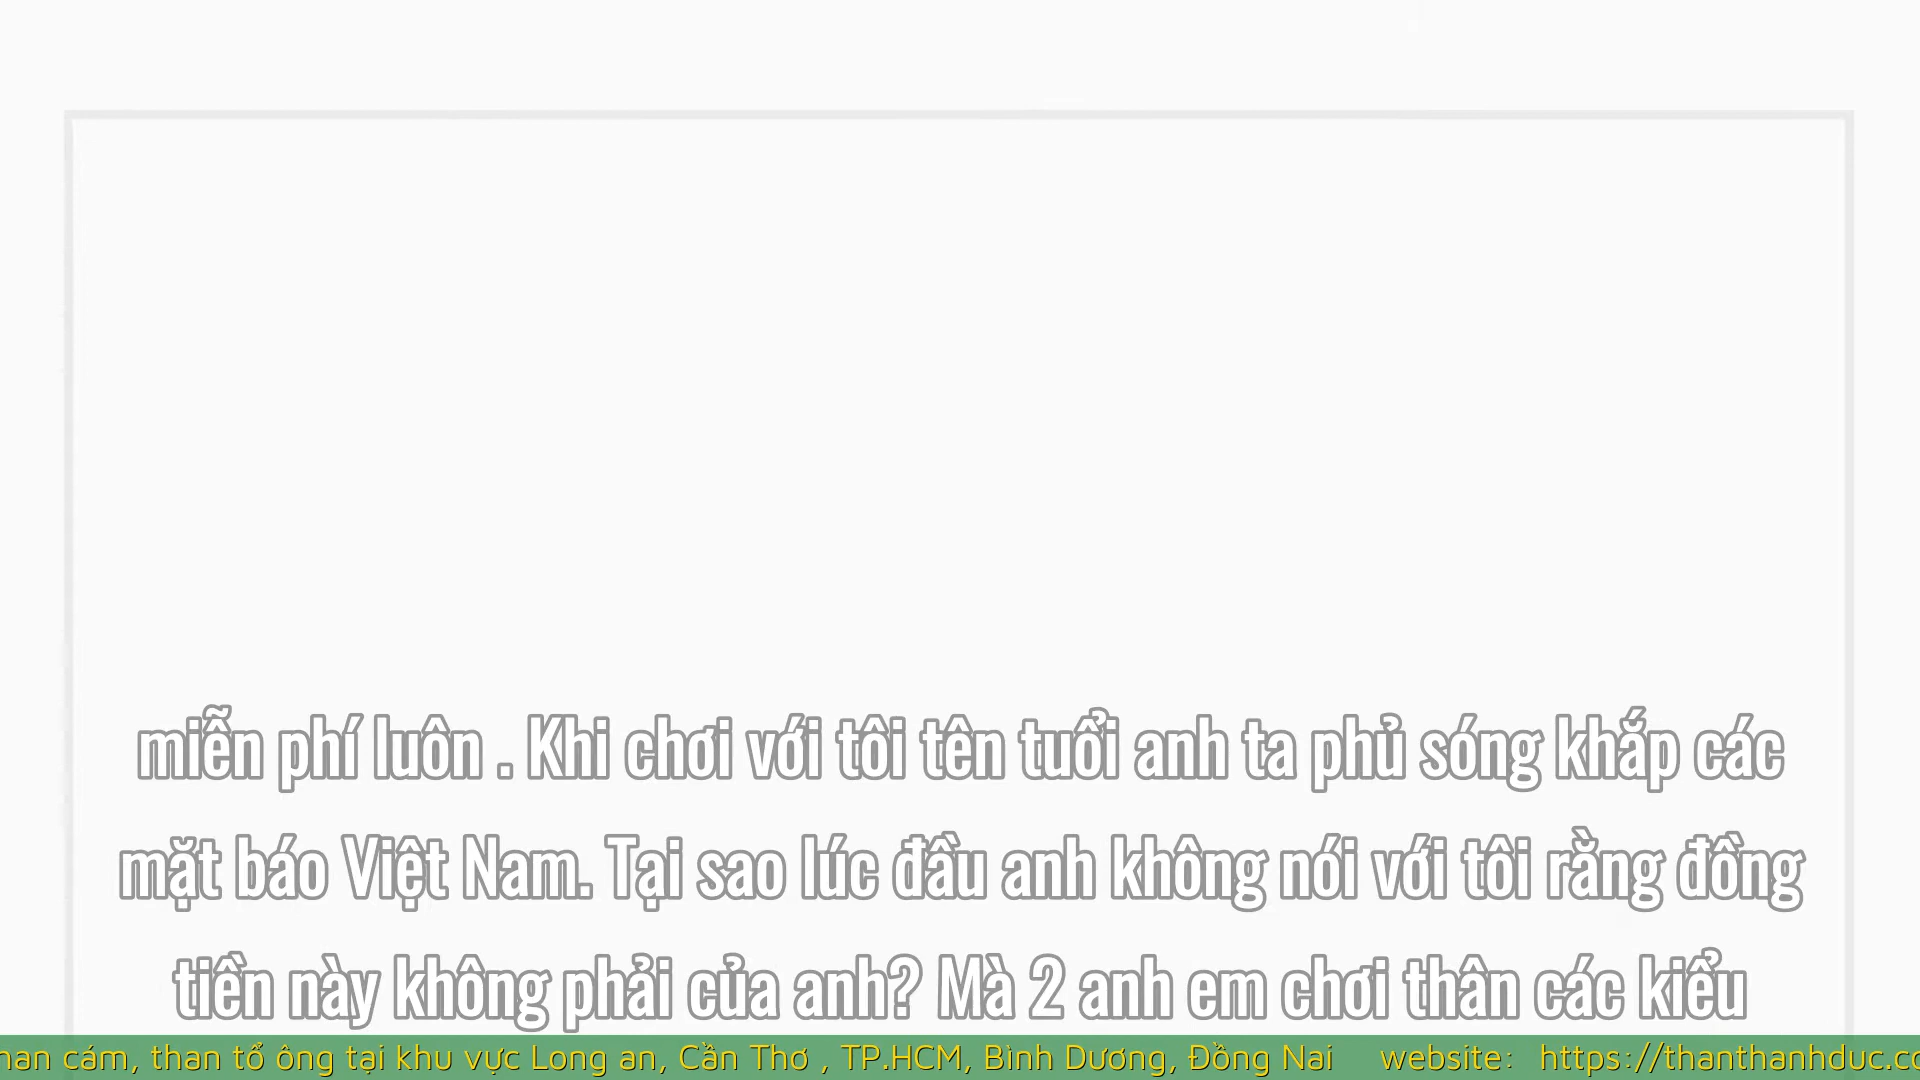 miễn phí luôn . Khi chơi với tôi tên tuổi anh ta phủ sóng khắp các
mặt báo Việt Nam. Tại sao lúc đầu anh không nói với tôi rằng đồng
tiền này không phải của anh? Mà 2 anh em chơi thân các kiểu
cám, than tổ ông tại khu vực Long an, Cần Thơ , TP.HCM, Bình Dương, Đồng Nai website: https://thanthanhduc.co